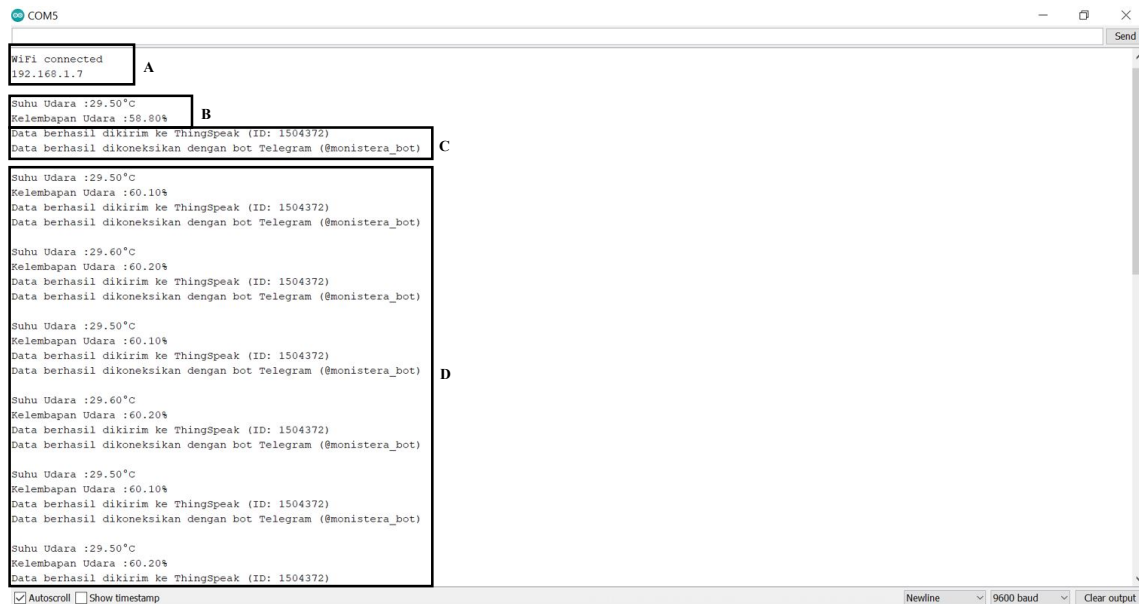 COM5
Send
WiFi connected
192.168.1.7
A
Suhu Udara :29.50°C
Kelembapan Udara :58.80%
B
Data berhasil dikirim ke ThingSpeak (ID: 1504372)
Data berhasil dikoneksikan dengan bot Telegram (@monistera_bot)
C
Suhu Udara :29.50°C
Kelembapan Udara :60.10%
Data berhasil dikirim ke ThingSpeak (ID: 1504372)
Data berhasil dikoneksikan dengan bot Telegram (@monistera_bot)
Suhu Udara :29.60°C
Kelembapan Udara :60.20%
Data berhasil dikirim ke ThingSpeak (ID: 1504372)
Data berhasil dikoneksikan dengan bot Telegram (@monistera_bot)
Suhu Udara :29.50°C
Kelembapan Udara :60.10%
Data berhasil dikirim ke ThingSpeak (ID: 1504372)
Data berhasil dikoneksikan dengan bot Telegram (@monistera_bot)
D
Suhu Udara :29.60°C
Kelembapan Udara :60.20%
Data berhasil dikirim ke ThingSpeak (ID: 1504372)
Data berhasil dikoneksikan dengan bot Telegram (@monistera_bot)
Suhu Udara :29.50°C
Kelembapan Udara :60.10%
Data berhasil dikirim ke ThingSpeak (ID: 1504372)
Data berhasil dikoneksikan dengan bot Telegram (@monistera_bot)
Suhu Udara :29.50°C
Kelembapan Udara :60.20%
Data berhasil dikirim ke ThingSpeak (ID: 1504372)
Autoscroll Show timestamp Newline 9600 baud Clear output